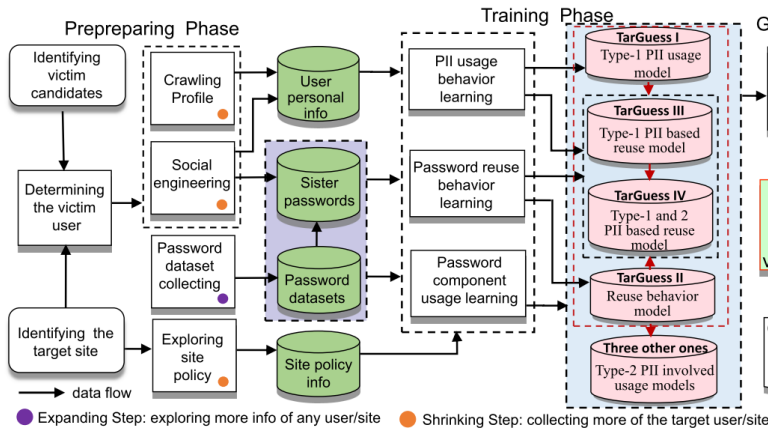 Prepreparing Phase
Training Phase
G
Identifying
victim
candidates
Determining
the victim
user
Identifying the
target site
Crawling
Profile
Social
engineering
Password
dataset
collecting
Exploring
site
policy
User
personal
info
Sister
passwords
Password
datasets
Site policy
info
PII usage
behavior
learning
Password reuse
behavior
learning
Password
component
usage learning
TarGuess I
Type-1 PII usage
model
TarGuess III
Type-1 PII based
reuse model
TarGuess IV
Type-1 and 2
PII based reuse
model
TarGuess II
Reuse behavior
model
Three other ones
Type-2 PII involved
usage models
data flow
Expanding Step: exploring more info of any user/site
Shrinking Step: collecting more of the target user/site